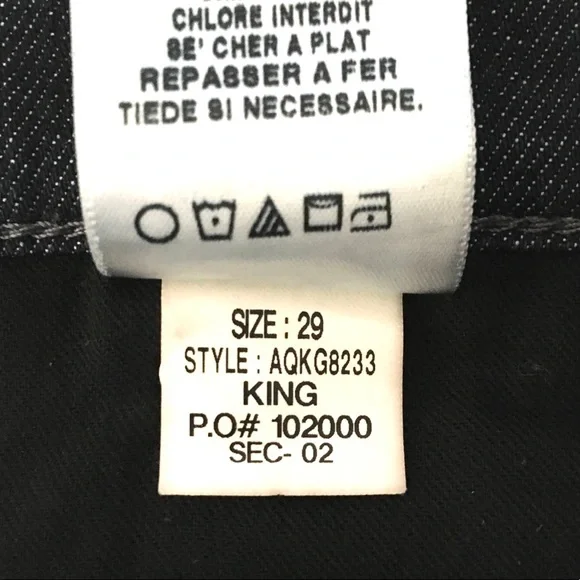 CHLORE INTERDIT
SE' CHER A PLAT
REPASSER A FER
TIEDE SI NECESSAIRE.
SIZE : 29
STYLE : AQKG8233
KING
P.O# 102000
SEC- 02